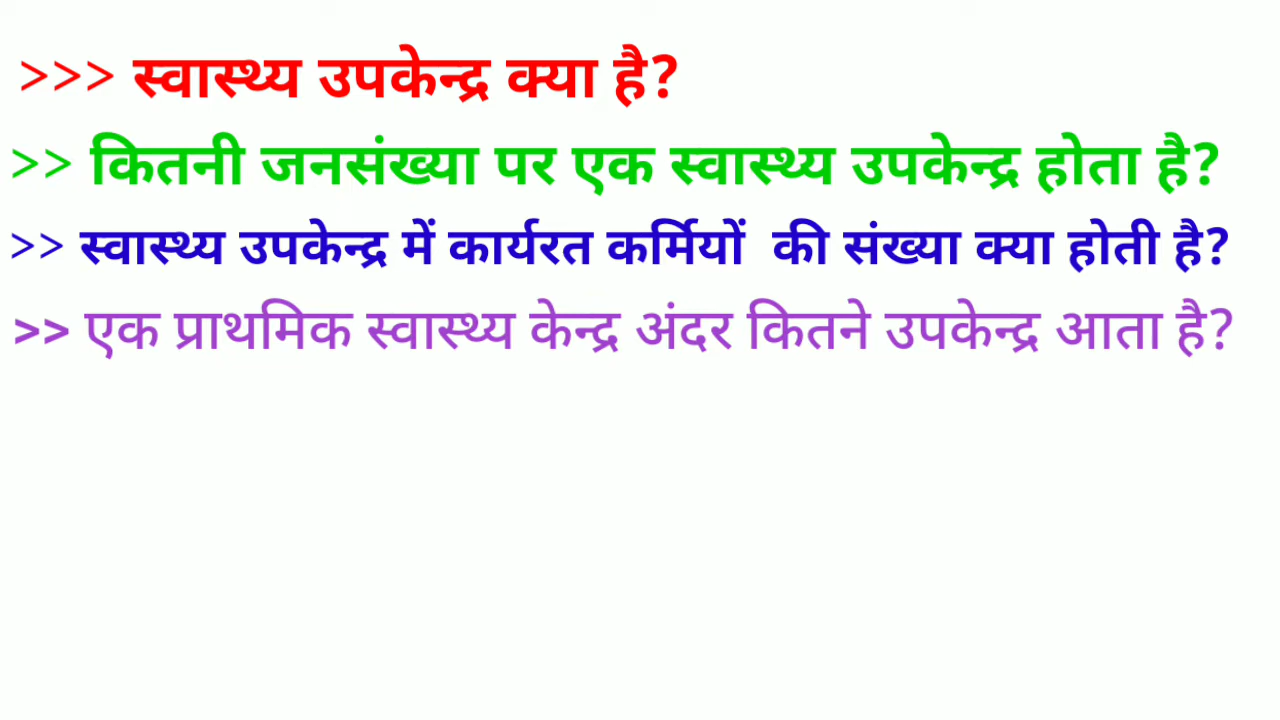 >>> स्वास्थ्य उपकेन्द्र क्या है?
>> कितनी जनसंख्या पर एक स्वास्थ्य उपकेन्द्र होता है?
>> स्वास्थ्य उपकेन्द्र में कार्यरत कर्मियों  की संख्या क्या होती है?
>> एक प्राथमिक स्वास्थ्य केन्द्र अंदर कितने उपकेन्द्र आता है?